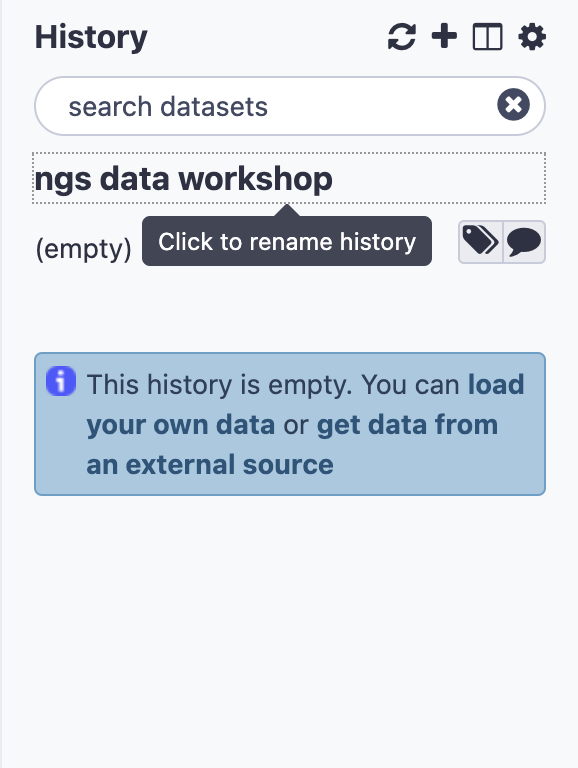 History
search datasets
ngs data workshop
(empty)
Click to rename history
This history is empty. You can load
your own data or get data from
an external source